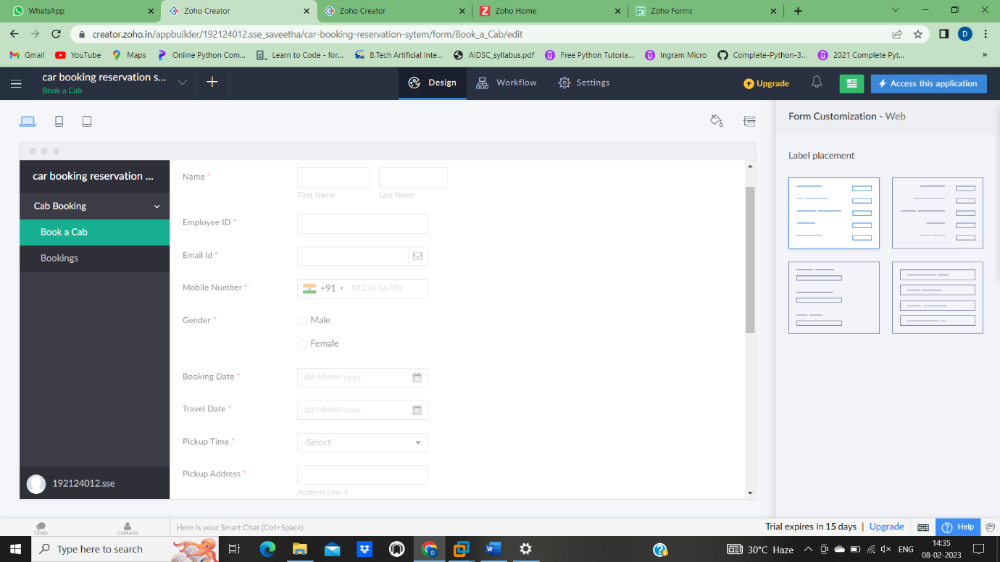 WhatsApp
Zoho Creator
Zoho Creator
Zoho Home
Zoho Forms
creator.zoho.in/appbuilder/192124012.sse_saveetha/car-booking-reservation-sytem/form/Book_a_Cab/edit
D
Gmail
YouTube
Maps
Online Python Com...
Learn to Code - for...
B.Tech Artificial Inte...
AIDSC_syllabus.pdf
Free Python Tutoria...
Ingram Micro
Complete-Python-3...
2021 Complete Pyt...
»
car booking reservation s...
Book a Cab
Design
Workflow
Settings
Upgrade
Access this application
Form Customization - Web
Label placement
car booking reservation ...
Cab Booking
Book a Cab
Bookings
192124012.sse
Name *
First Name
Last Name
Employee ID *
Email Id *
Mobile Number *
+91
81234 56789
Gender *
Male
Female
Booking Date *
dd-MMM-yyyy
Travel Date *
dd-MMM-yyyy
Pickup Time *
-Select-
Pickup Address *
Address Line 1
Chats
Contacts
Here is your Smart Chat (Ctrl+Space)
Trial expires in 15 days | Upgrade
Help
Type here to search
30°C Haze
ENG
14:35
08-02-2023